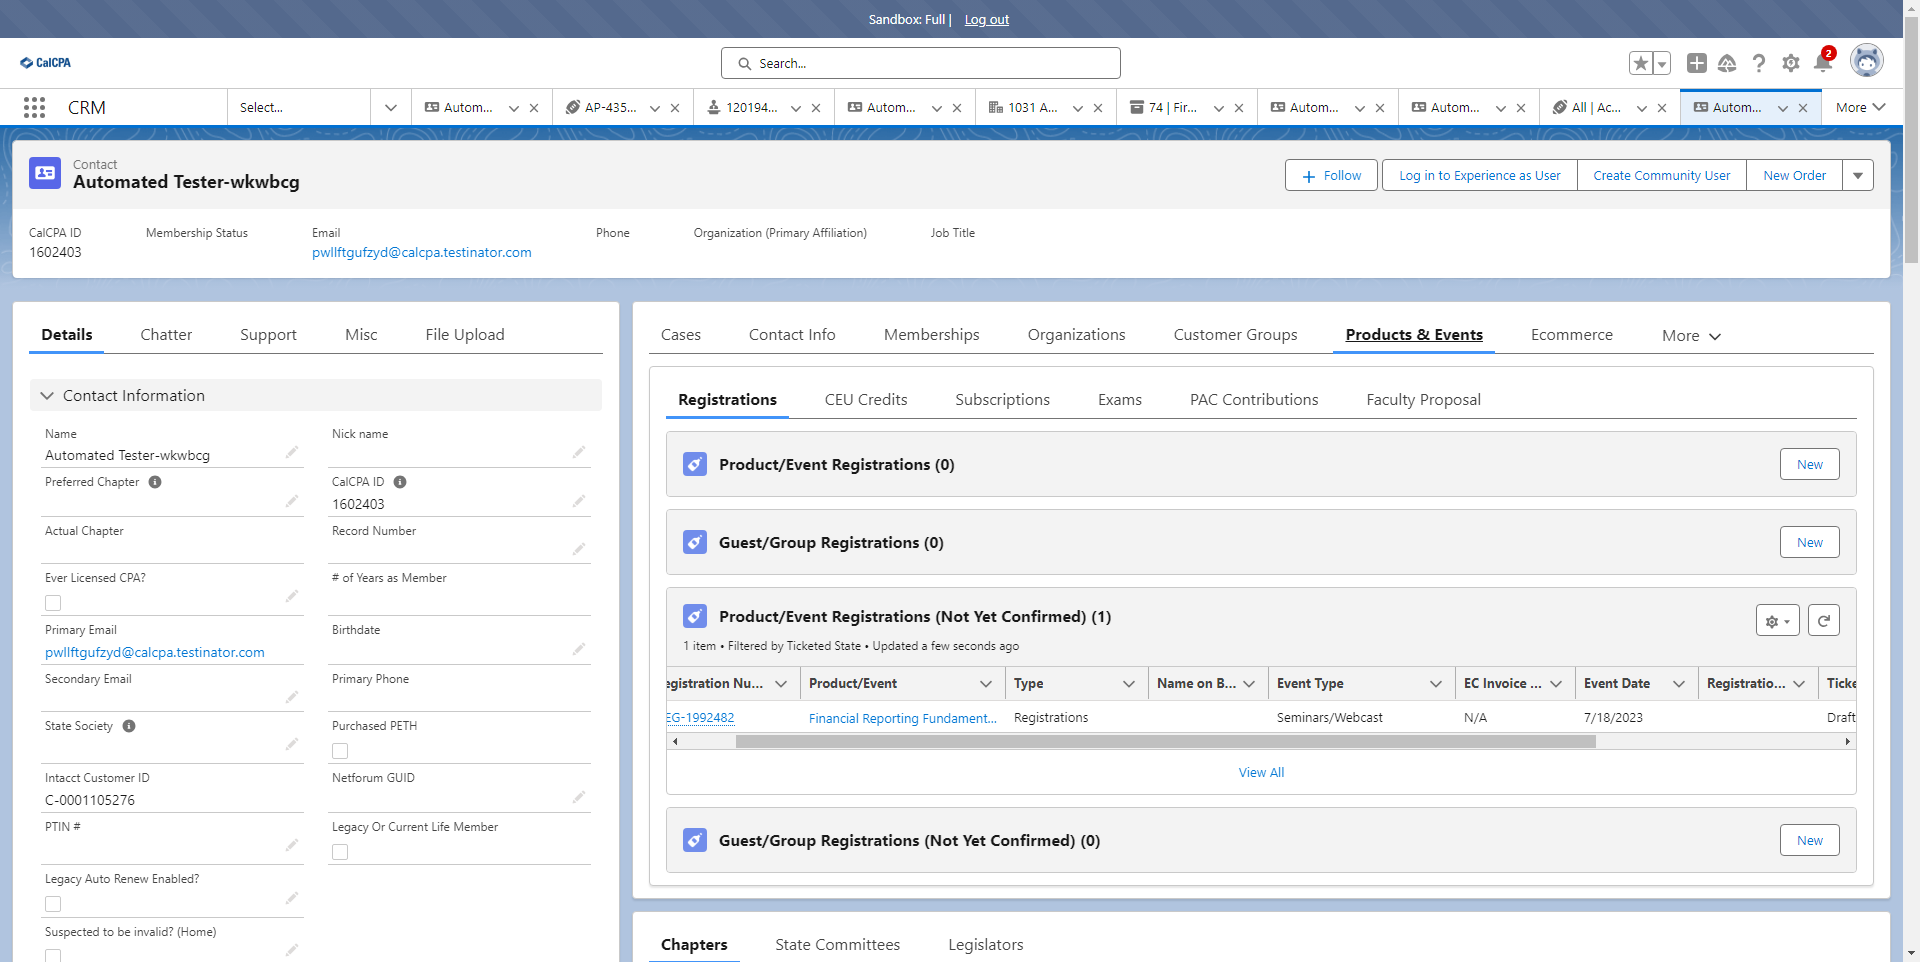 Sandbox: Full | Log out
CalCPA
Search...
2
CRM
Select...
Autom...
AP-435...
120194...
Autom...
1031 A...
74 | Fir...
Autom...
Autom...
All | Ac...
Autom...
More
Contact
Automated Tester-wkwbcg
Follow
Log in to Experience as User
Create Community User
New Order
CalCPA ID
Membership Status
Email
Phone
Organization (Primary Affiliation)
Job Title
1602403
pwllftgufzyd@calcpa.testinator.com
Details
Chatter
Support
Misc
File Upload
Contact Information
Name
Automated Tester-wkwbcg
Nick name
Preferred Chapter
CalCPA ID
1602403
Actual Chapter
Record Number
Ever Licensed CPA?
# of Years as Member
Primary Email
pwllftgufzyd@calcpa.testinator.com
Birthdate
Secondary Email
Primary Phone
State Society
Purchased PETH
Intacct Customer ID
C-0001105276
Netforum GUID
PTIN #
Legacy Or Current Life Member
Legacy Auto Renew Enabled?
Suspected to be invalid? (Home)
Cases
Contact Info
Memberships
Organizations
Customer Groups
Products & Events
Ecommerce
More
Registrations
CEU Credits
Subscriptions
Exams
PAC Contributions
Faculty Proposal
Product/Event Registrations (0)
New
Guest/Group Registrations (0)
New
Product/Event Registrations (Not Yet Confirmed) (1)
1 item • Filtered by Ticketed State • Updated a few seconds ago
egistration Nu...
Product/Event
Type
Name on B...
Event Type
EC Invoice ...
Event Date
Registratio...
Ticke
EG-1992482
Financial Reporting Fundament...
Registrations
Seminars/Webcast
N/A
7/18/2023
Draft
View All
Guest/Group Registrations (Not Yet Confirmed) (0)
New
Chapters
State Committees
Legislators